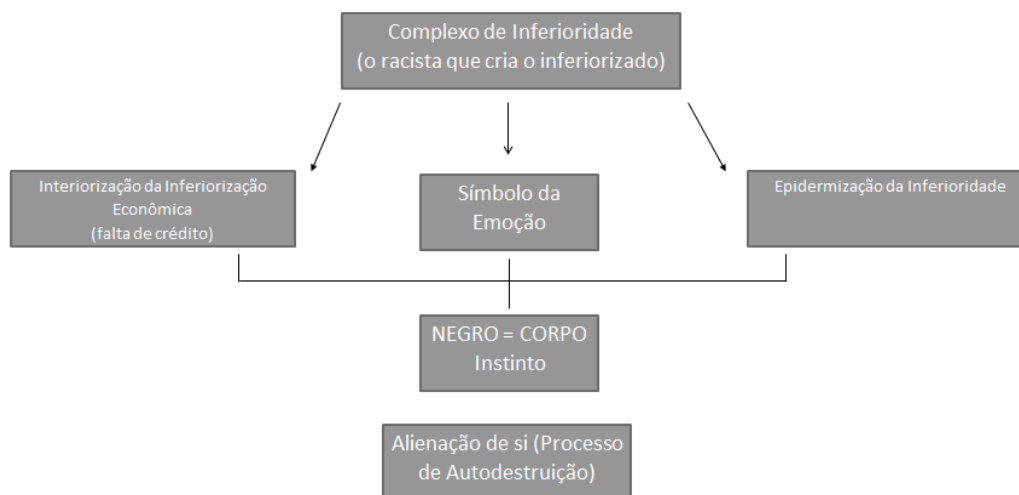 Complexo de Inferioridade
(o racista que cria o inferiorizado)
Interiorização da Inferiorização
Econômica
(falta de crédito)
Símbolo da
Emoção
Epidermização da Inferioridade
NEGRO = CORPO
Instinto
Alienação de si (Processo
de Autodestruição)